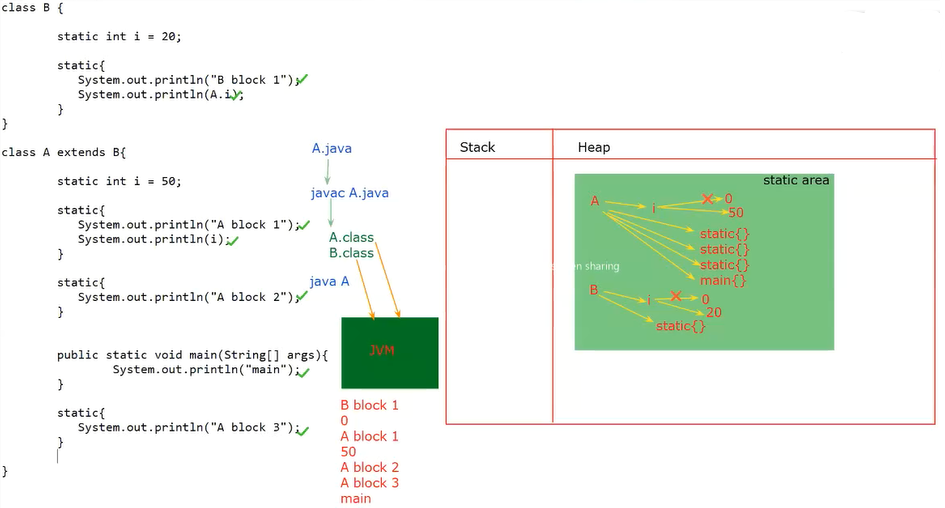 class B {
static int i = 20;
static{
System.out.println("B block 1");
System.out.println(A.i);
}
}
class A extends B{
static int i = 50;
static{
System.out.println("A block 1");
System.out.println(i);
}
static{
System.out.println("A block 2");
}
public static void main(String[] args){
System.out.println("main");
}
static{
System.out.println("A block 3");
}
}
A.java
javac A.java
A.class
B.class
java A
JVM
B block 1
0
A block 1
50
A block 2
A block 3
main
Stack
Heap
static area
A
i
0
50
static{}
static{}
static{}
main{}
B
i
0
20
static{}
sharing